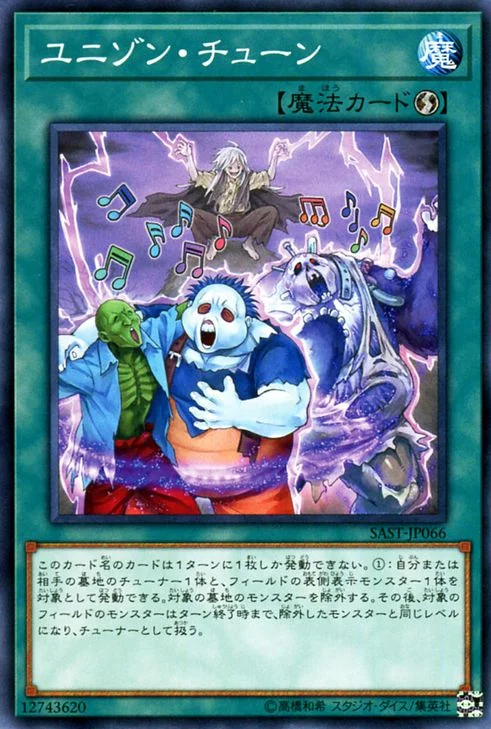 ユニゾン・チューン
魔
【魔法カード】
SAST-JP066
このカード名のカードは1ターンに1枚しか発動できない。①:自分または
相手の墓地のチューナー1体と、フィールドの表側表示モンスター1体を
対象として発動できる。対象の墓地のモンスターを除外する。その後、対象の
フィールドのモンスターはターン終了時まで、除外したモンスターと同じレベル
になり、チューナーとして扱う。
12743620
©高橋和希 スタジオ・ダイス/集英社